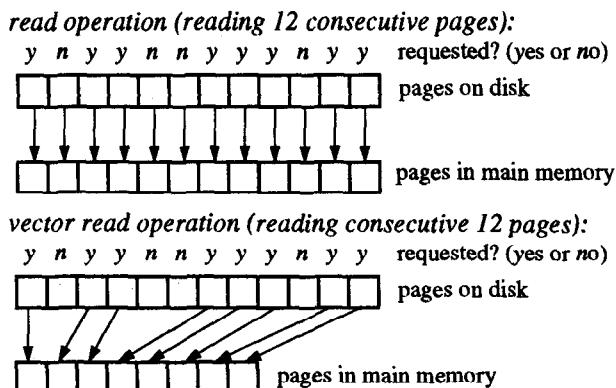 read operation (reading 12 consecutive pages):
y n y y n n y y y n y y requested? (yes or no)
pages on disk
pages in main memory
vector read operation (reading consecutive 12 pages):
y n y y n n y y y n y y requested? (yes or no)
pages on disk
pages in main memory